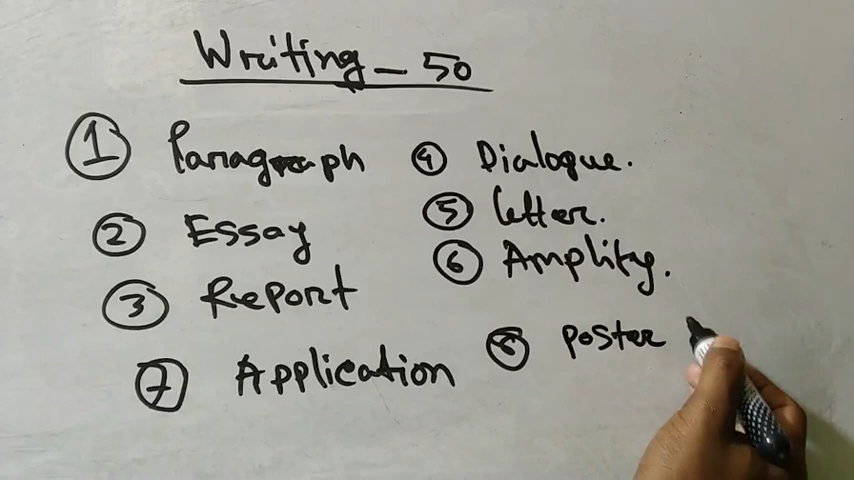 Writing - 50
① Paragraph
② Essay
③ Report
⑦ Application
④ Dialogue.
⑤ letter.
⑥ Amplify.
⑧ Poster